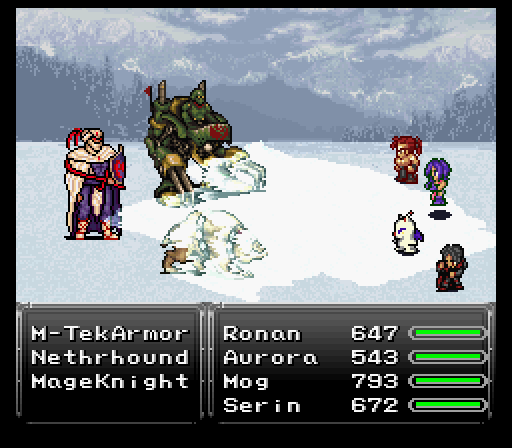 M-TekArmor
Nethrhound
MageKnight
Ronan 647
Aurora 543
Mog 793
Serin 672